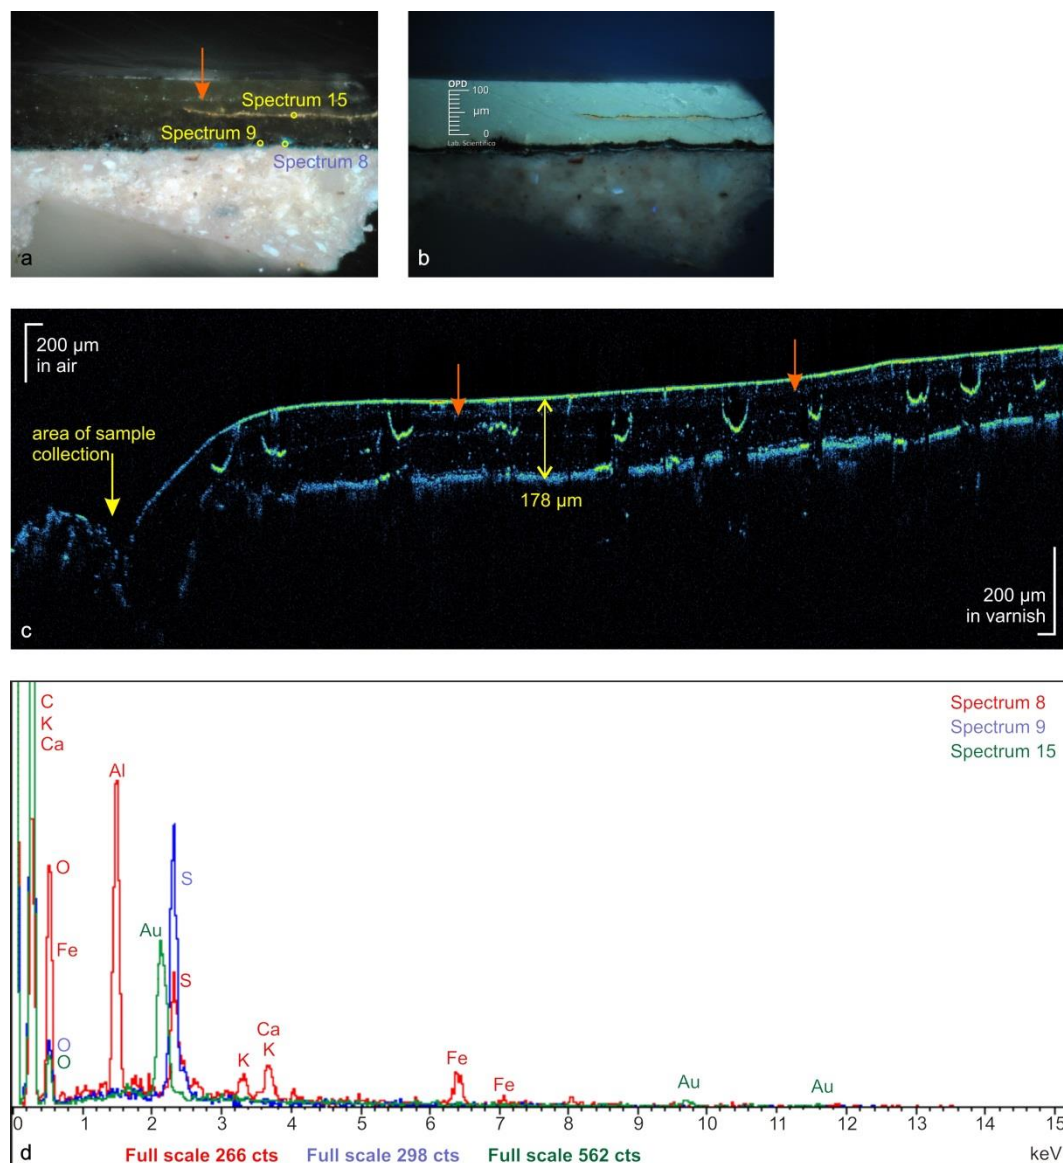 Spectrum 15
Spectrum 9
Spectrum 8
a
OPD
100
µm
0
Lab. Scientifico
b
200 µm
in air
area of sample
collection
178 µm
200 µm
in varnish
c
C
K
Ca
Spectrum 8
Spectrum 9
Spectrum 15
Al
O
S
Au
Fe
S
O
O
Ca
K
K
Fe
Fe
Au
Au
0 1 2 3 4 5 6 7 8 9 10 11 12 13 14 15
d
Full scale 266 cts Full scale 298 cts Full scale 562 cts
keV